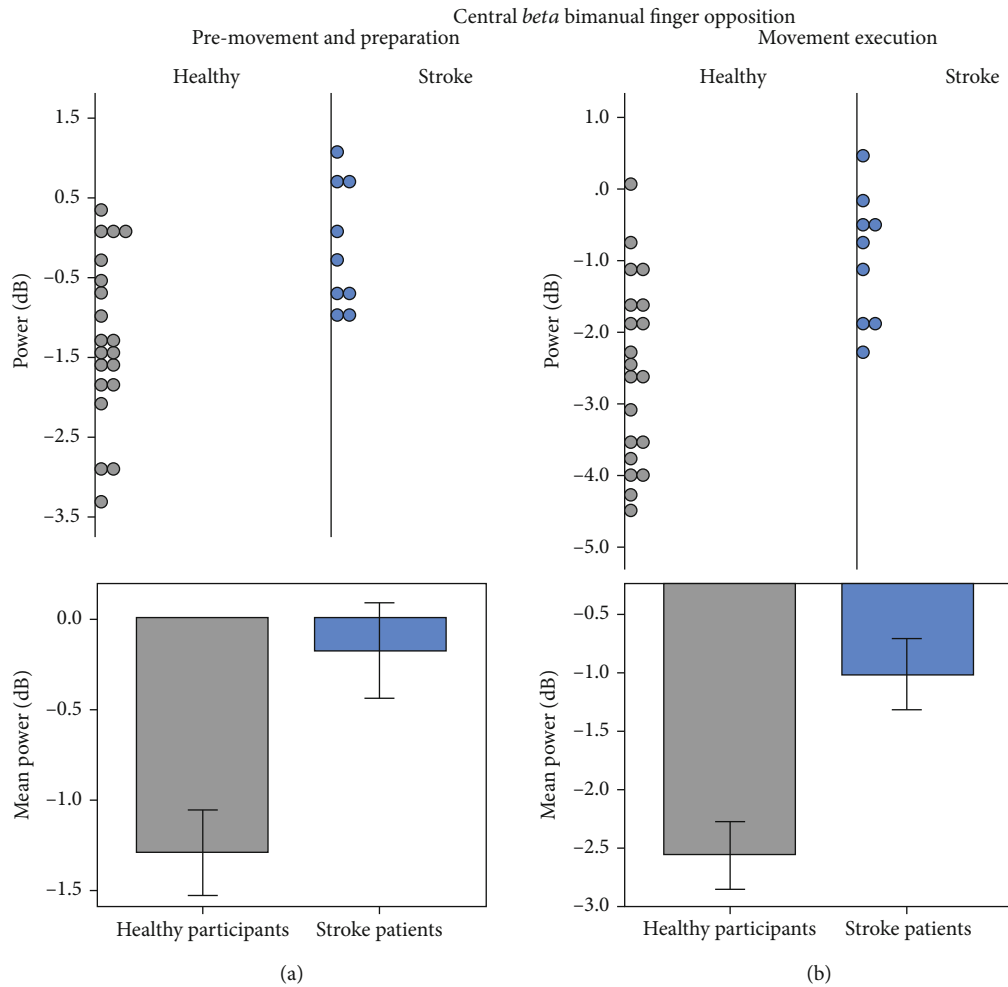 Central beta bimanual finger opposition
Pre-movement and preparation
Movement execution
Healthy
Stroke
Healthy
Stroke
Power (dB)
1.5
0.5
−0.5
−1.5
−2.5
−3.5
Power (dB)
1.0
.0
−1.0
−2.0
−3.0
−4.0
−5.0
Mean power (dB)
0.0
−0.5
−1.0
−1.5
Healthy participants
Stroke patients
(a)
Mean power (dB)
−0.5
−1.0
−1.5
−2.0
−2.5
−3.0
Healthy participants
Stroke patients
(b)